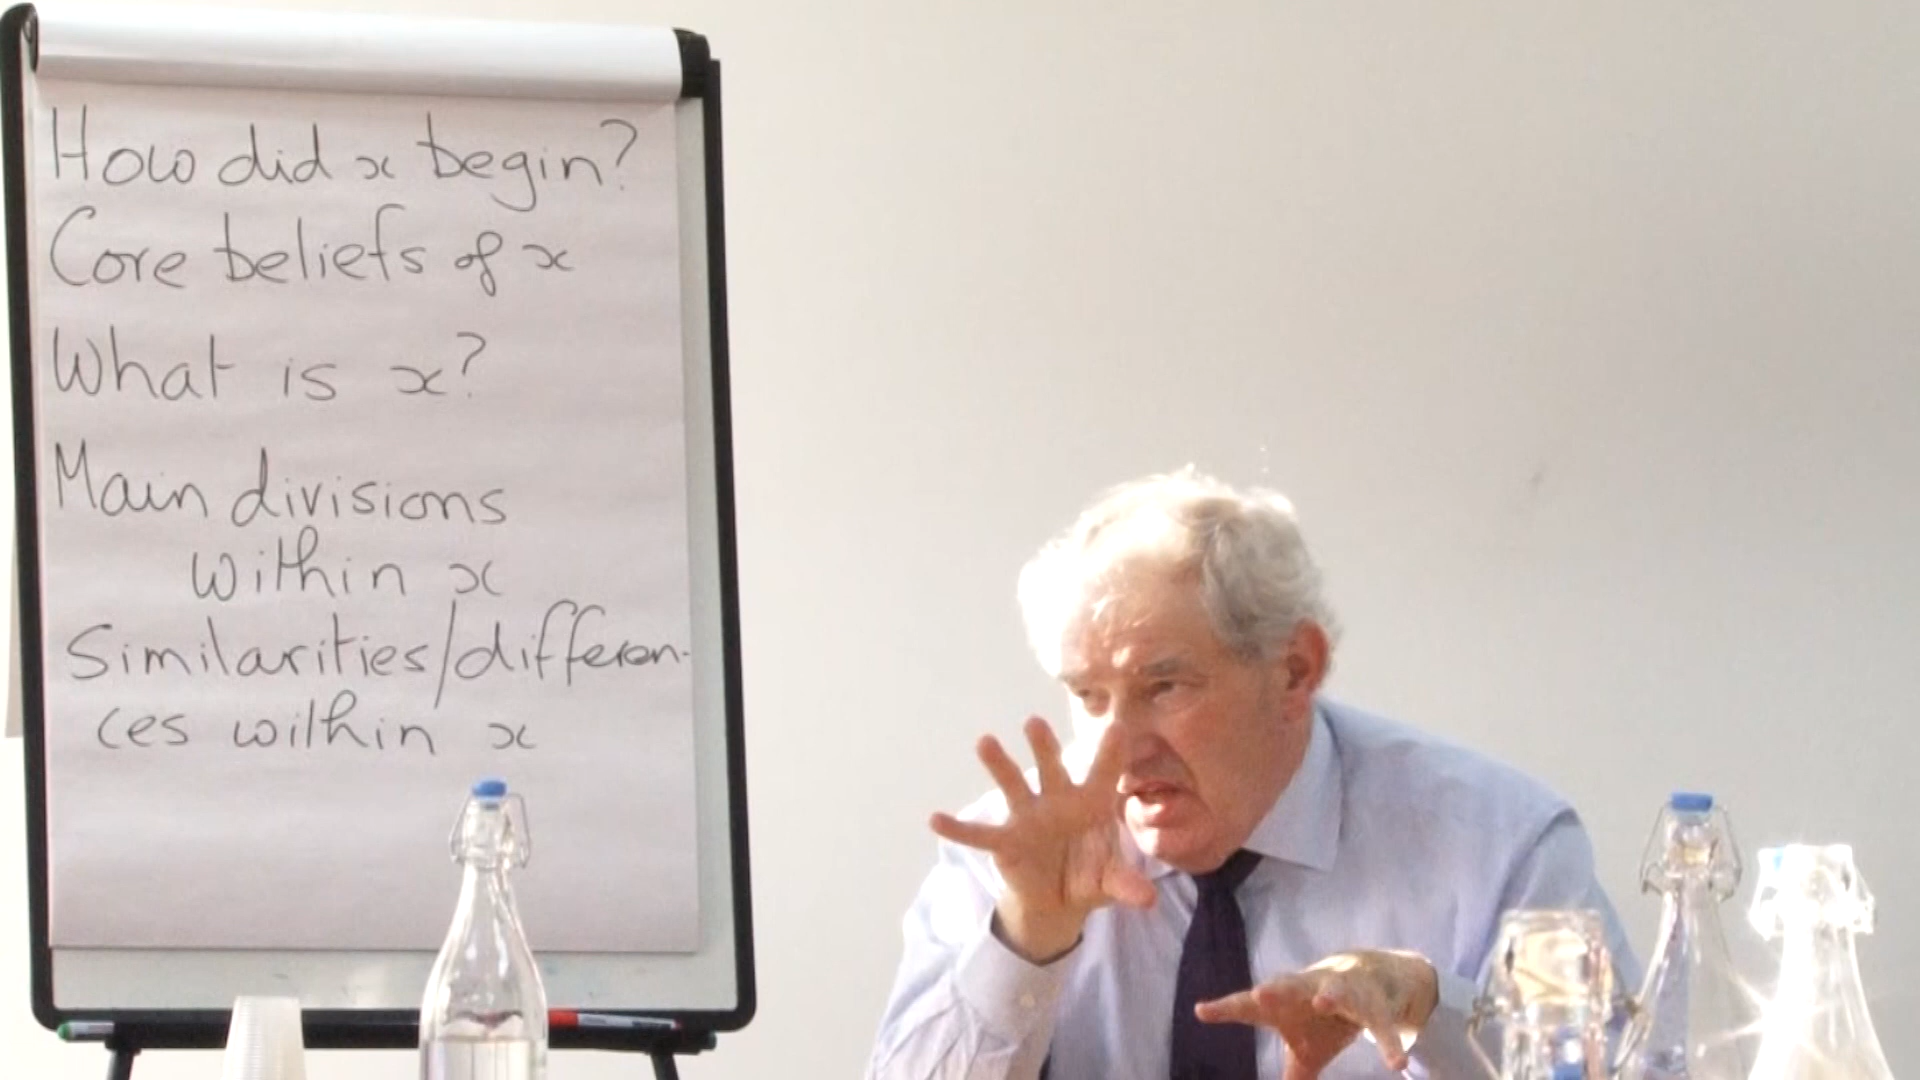 How did x begin?
Core beliefs of x
What is x?
Main divisions
within x
Similarities/differen-
ces within x